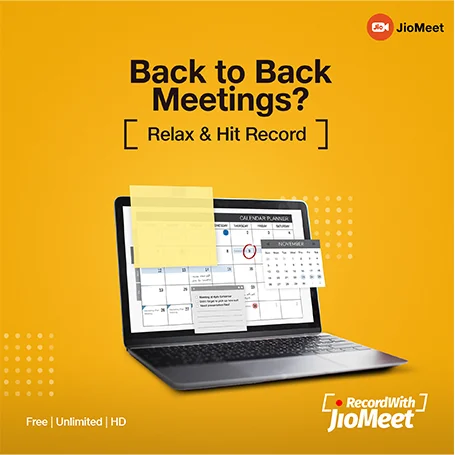 JioMeet
Back to Back
Meetings?
Relax & Hit Record
CALENDAR PLANNER
NOVEMBER
Free | Unlimited | HD
RecordWith
JioMeet